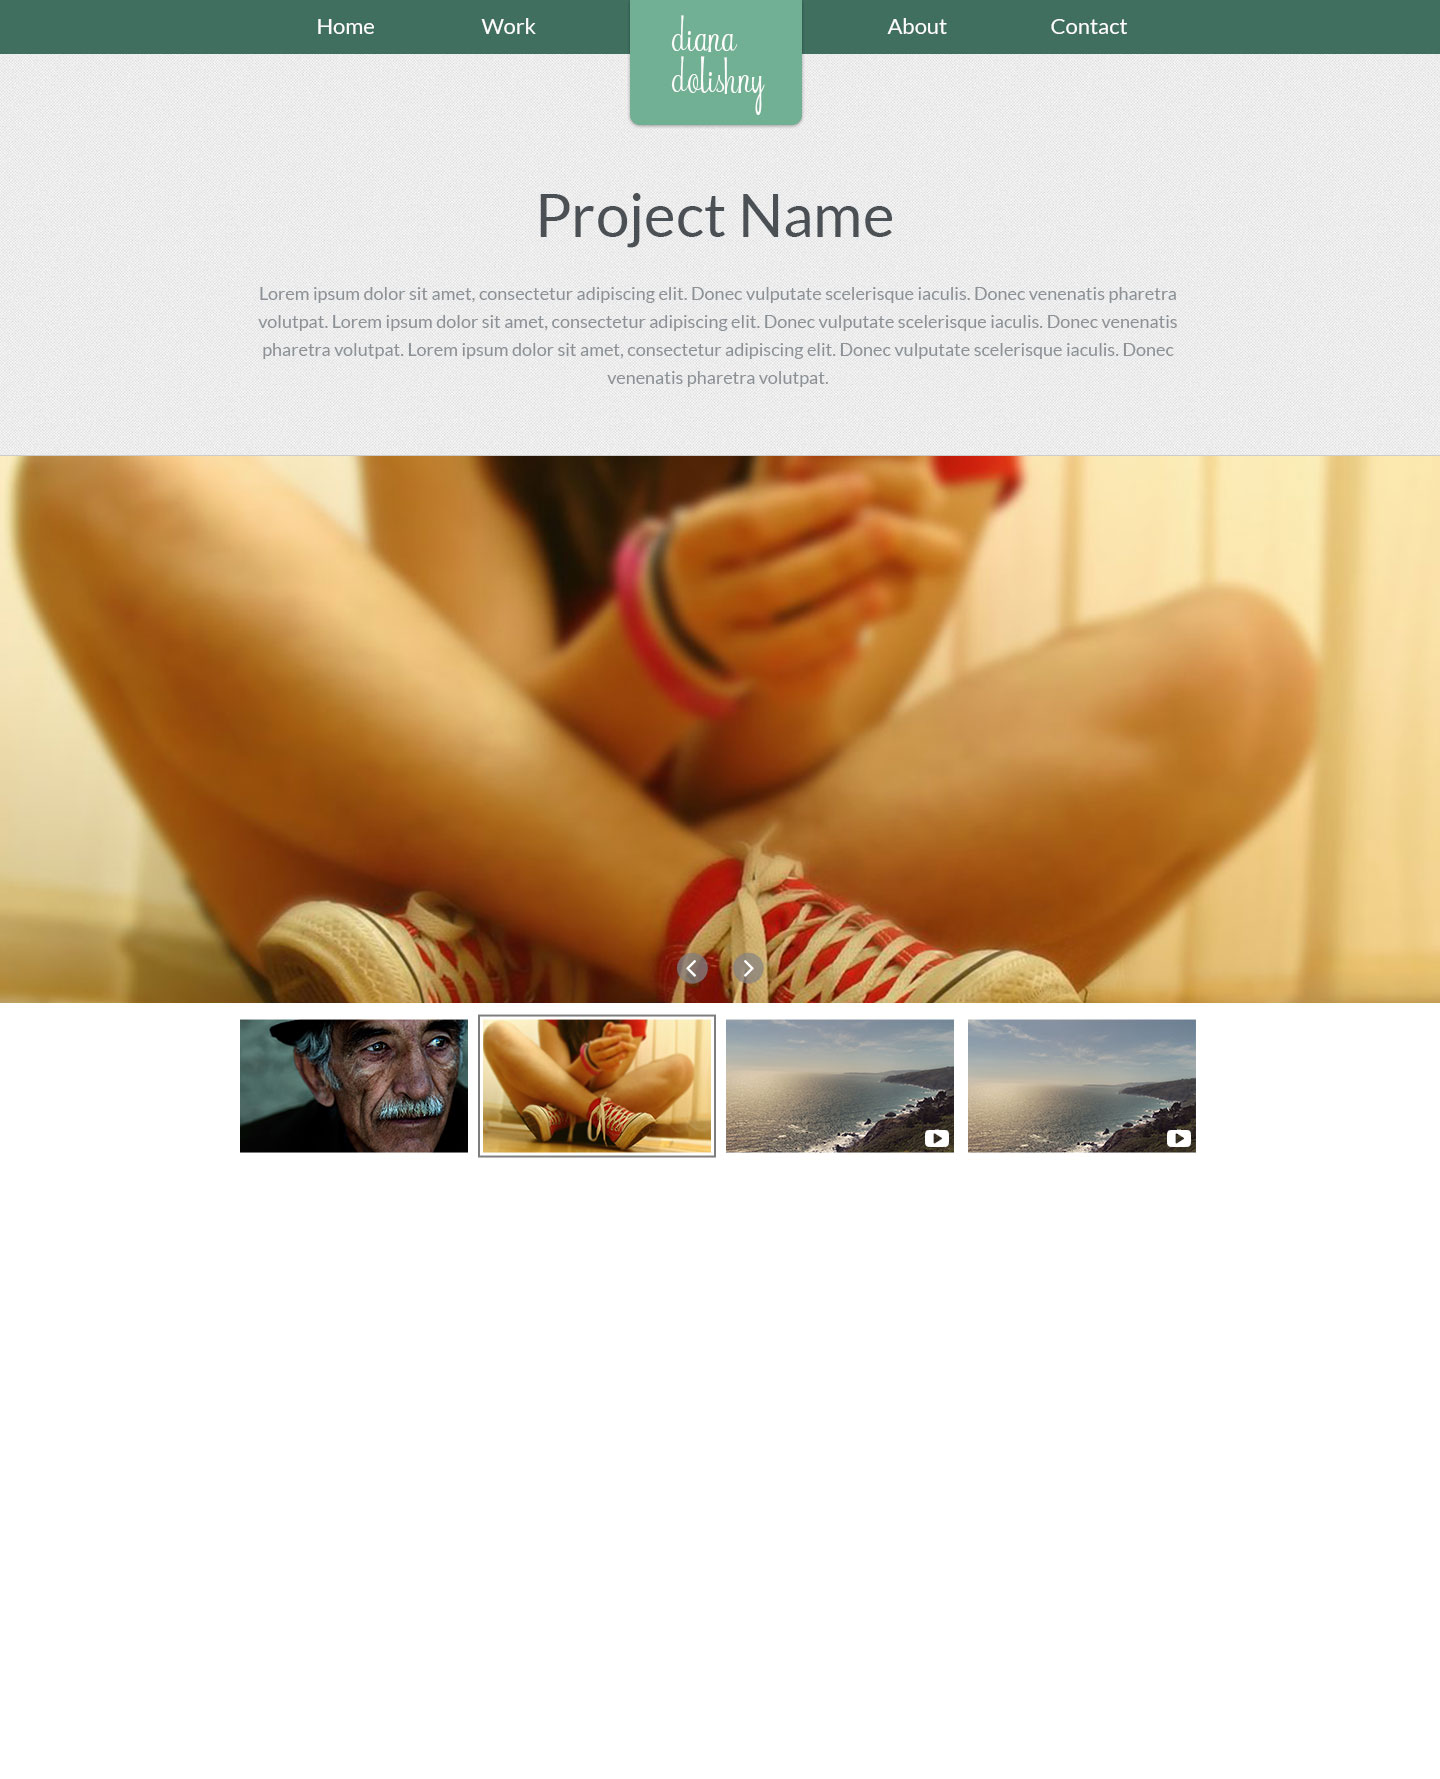 Home Work About Contact
diana
dolishny
Project Name
Lorem ipsum dolor sit amet, consectetur adipiscing elit. Donec vulputate scelerisque iaculis. Donec venenatis pharetra
volutpat. Lorem ipsum dolor sit amet, consectetur adipiscing elit. Donec vulputate scelerisque iaculis. Donec venenatis
pharetra volutpat. Lorem ipsum dolor sit amet, consectetur adipiscing elit. Donec vulputate scelerisque iaculis. Donec
venenatis pharetra volutpat.